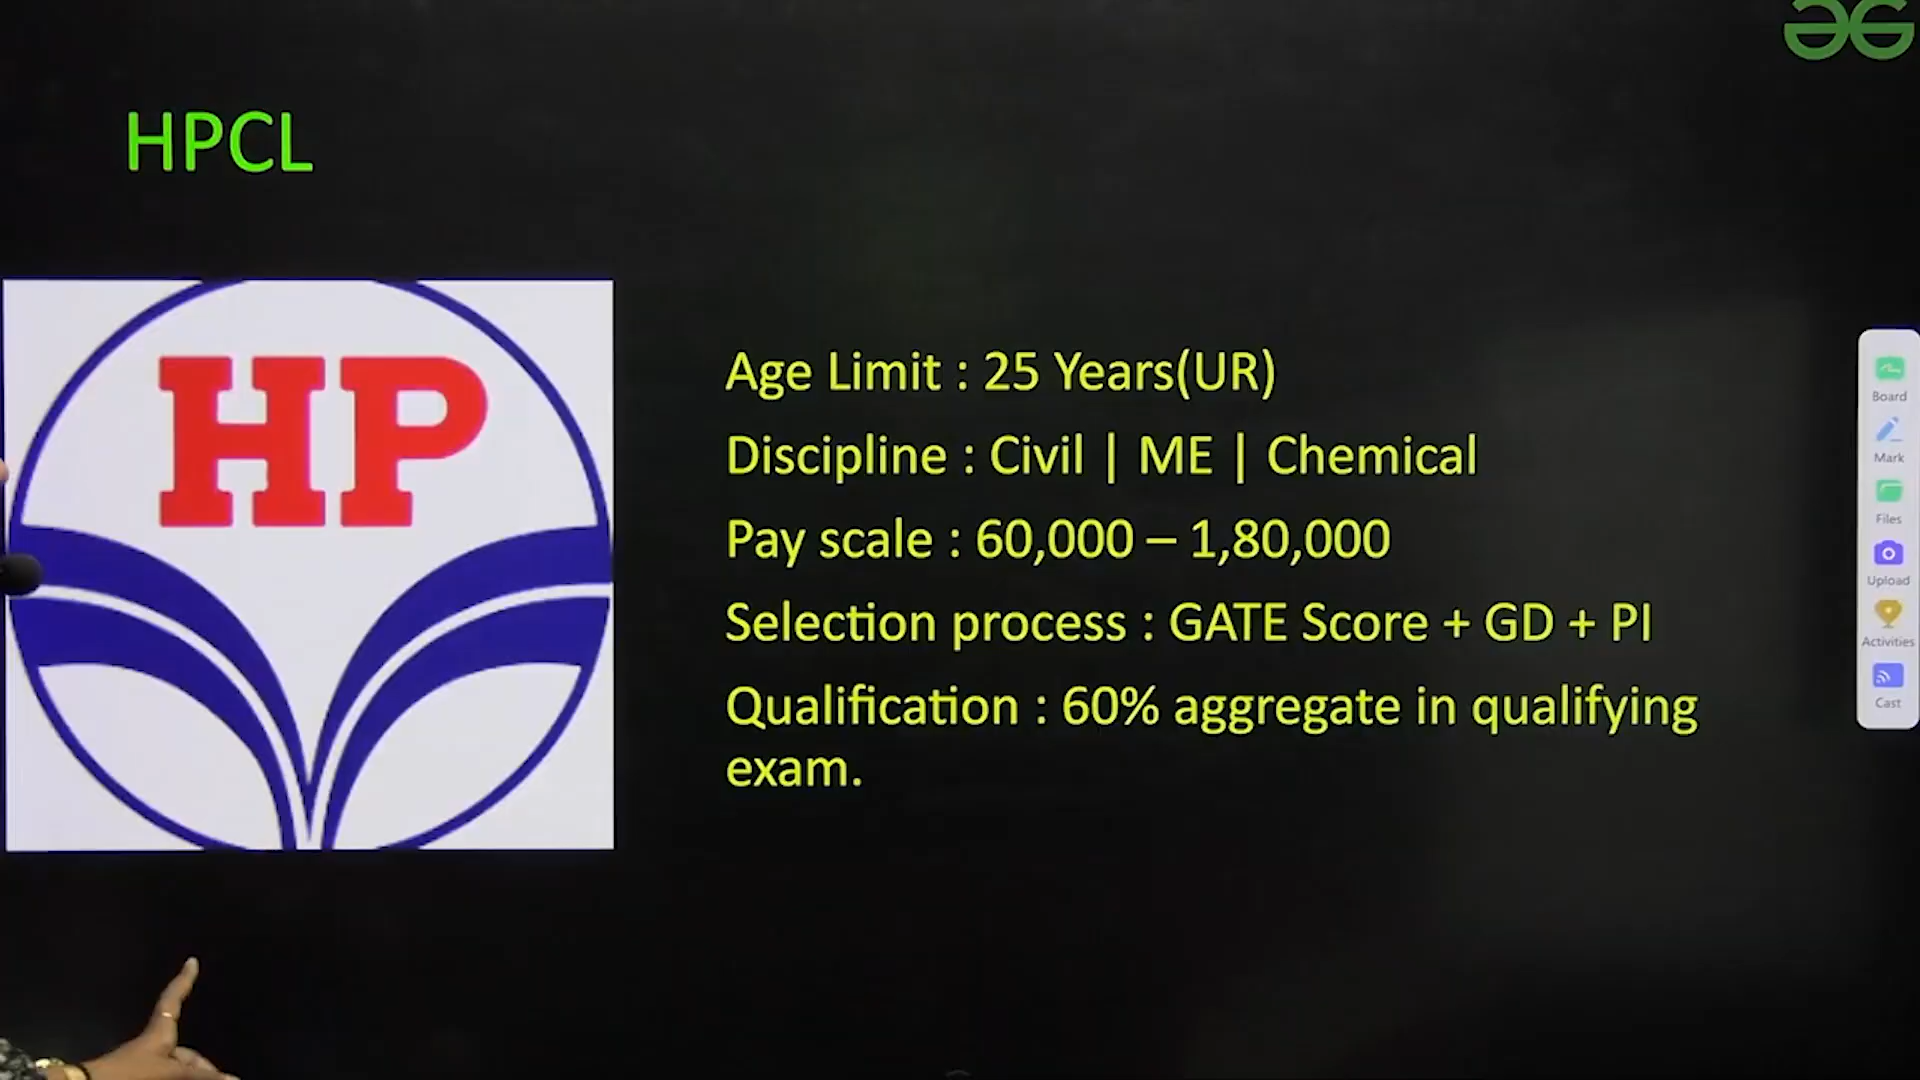 HPCL
HP
Age Limit : 25 Years(UR)
Discipline : Civil | ME | Chemical
Pay scale : 60,000 – 1,80,000
Selection process : GATE Score + GD + PI
Qualification : 60% aggregate in qualifying
exam.
Board
Mark
Files
Upload
Activities
Cast